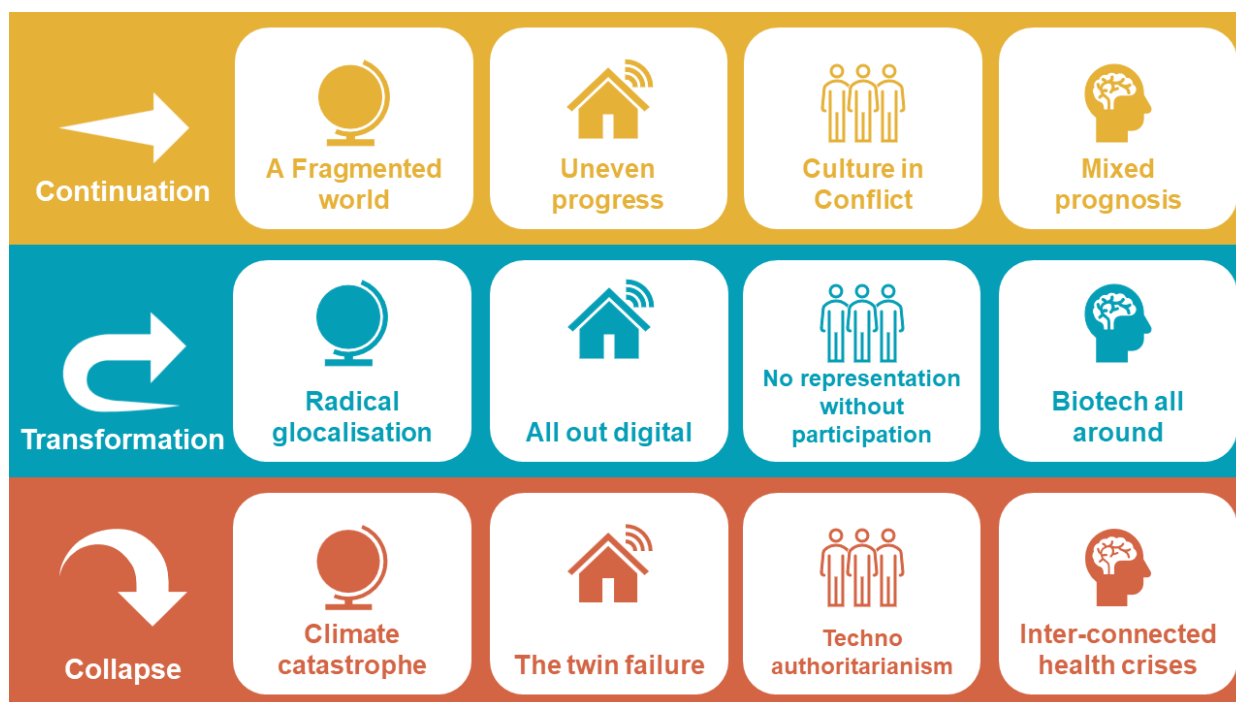 Continuation
A Fragmented
world
Uneven
progress
Culture in
Conflict
Mixed
prognosis
Transformation
Radical
glocalisation
All out digital
No representation
without
participation
Biotech all
around
Collapse
Climate
catastrophe
The twin failure
Techno
authoritarianism
Inter-connected
health crises